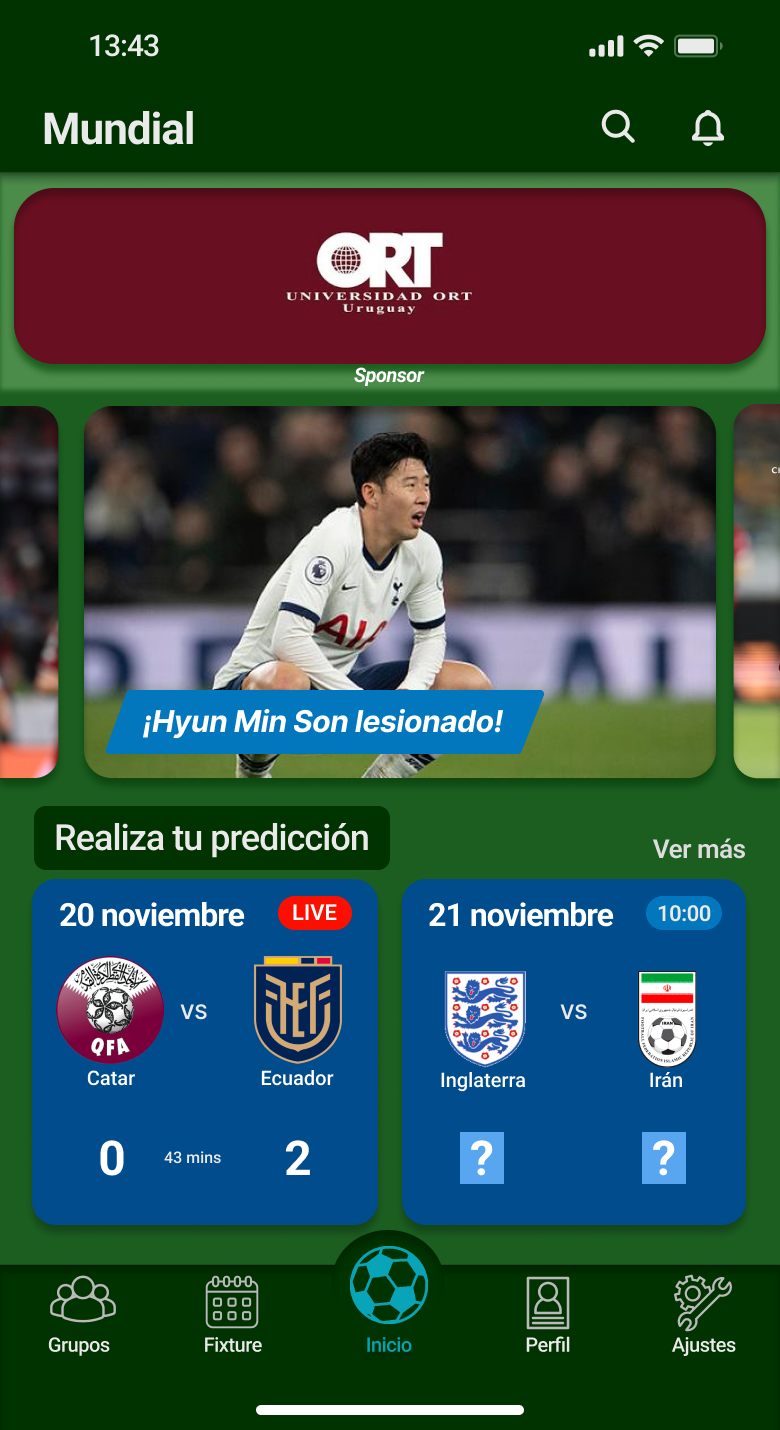 13:43
Mundial
ORT
UNIVERSIDAD ORT
Uruguay
Sponsor
AIA
¡Hyun Min Son lesionado!
Realiza tu predicción
Ver más
20 noviembre
LIVE
21 noviembre
10:00
QFA
vs
vs
IRAN
Catar
Ecuador
Inglaterra
Irán
0
43 mins
2
?
?
Grupos
Fixture
Inicio
Perfil
Ajustes